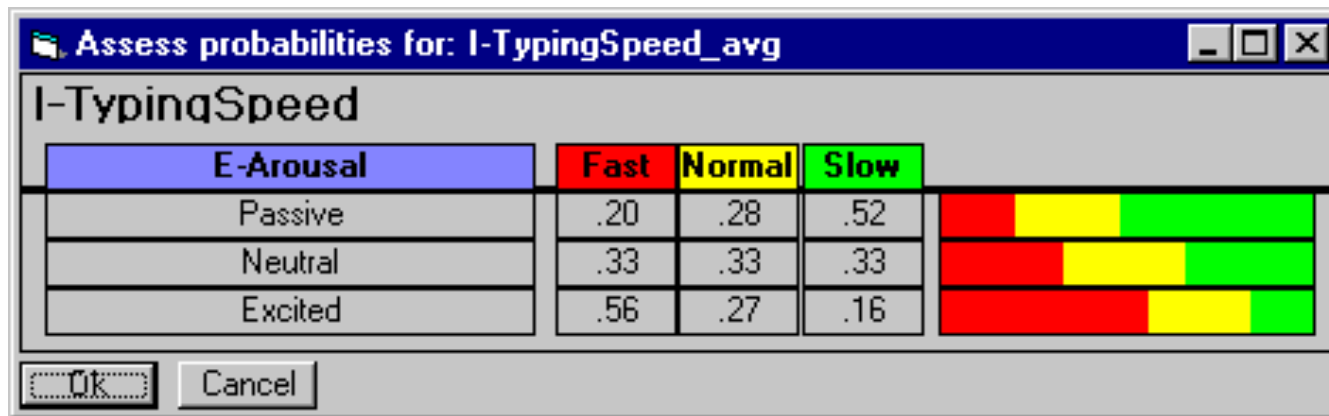 Assess probabilities for: I-TypingSpeed_avg
I-TypingSpeed
E-Arousal Fast Normal Slow
Passive .20 .28 .52
Neutral .33 .33 .33
Excited .56 .27 .16
Ok Cancel